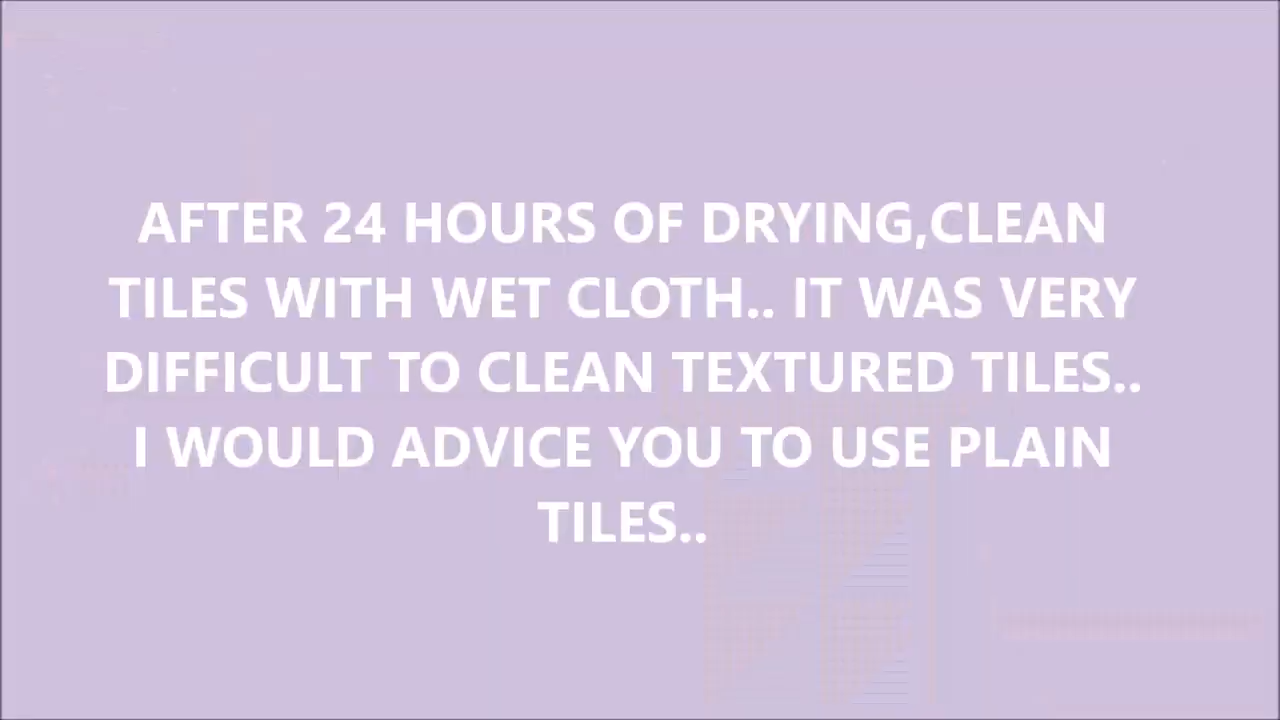 AFTER 24 HOURS OF DRYING,CLEAN
TILES WITH WET CLOTH.. IT WAS VERY
DIFFICULT TO CLEAN TEXTURED TILES..
I WOULD ADVICE YOU TO USE PLAIN
TILES..